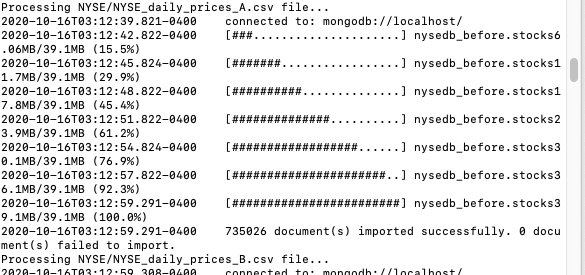 Processing NYSE/NYSE_daily_prices_A.csv file...
2020-10-16T03:12:39.821-0400    connected to: mongodb://localhost/
2020-10-16T03:12:42.822-0400    [###.....................] nysedb_before.stocks6
.06MB/39.1MB (15.5%)
2020-10-16T03:12:45.824-0400    [#######.................] nysedb_before.stocks1
1.7MB/39.1MB (29.9%)
2020-10-16T03:12:48.822-0400    [##########..............] nysedb_before.stocks1
7.8MB/39.1MB (45.4%)
2020-10-16T03:12:51.822-0400    [##############..........] nysedb_before.stocks2
3.9MB/39.1MB (61.2%)
2020-10-16T03:12:54.824-0400    [##################......] nysedb_before.stocks3
0.1MB/39.1MB (76.9%)
2020-10-16T03:12:57.822-0400    [######################..] nysedb_before.stocks3
6.1MB/39.1MB (92.3%)
2020-10-16T03:12:59.291-0400    [########################] nysedb_before.stocks3
9.1MB/39.1MB (100.0%)
2020-10-16T03:12:59.291-0400    735026 document(s) imported successfully. 0 docu
ment(s) failed to import.
Processing NYSE/NYSE_daily_prices_B.csv file...
2020-10-16T03:12:59.308-0400    connected to: mongodb://localhost/